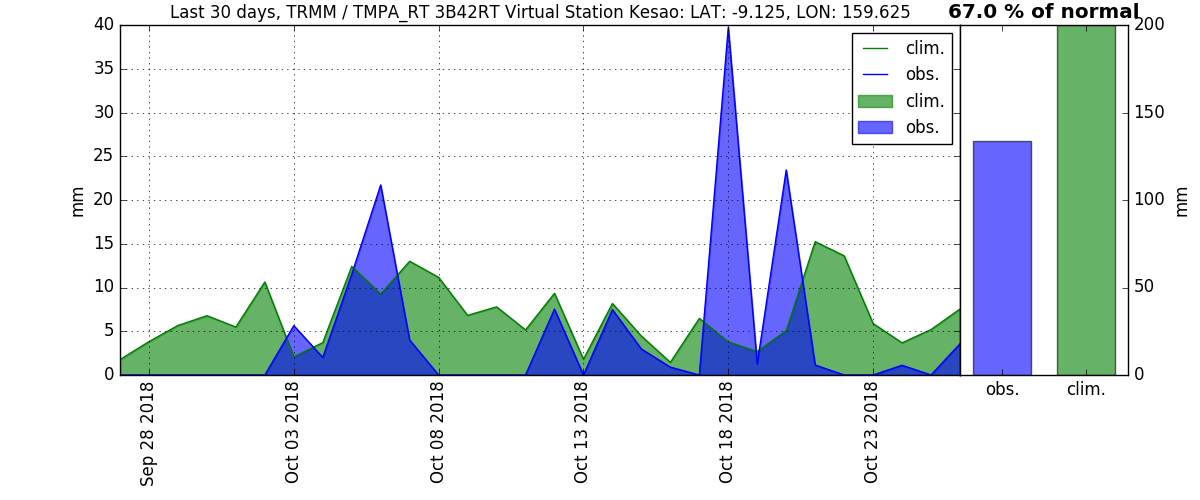 Last 30 days, TRMM / TMPA_RT 3B42RT Virtual Station Kesao: LAT: -9.125, LON: 159.625
67.0 % of normal
40
35
30
25
20
15
10
5
0
mm
clim.
obs.
clim.
obs.
Sep 28 2018
Oct 03 2018
Oct 08 2018
Oct 13 2018
Oct 18 2018
Oct 23 2018
200
150
100
50
0
mm
obs.
clim.